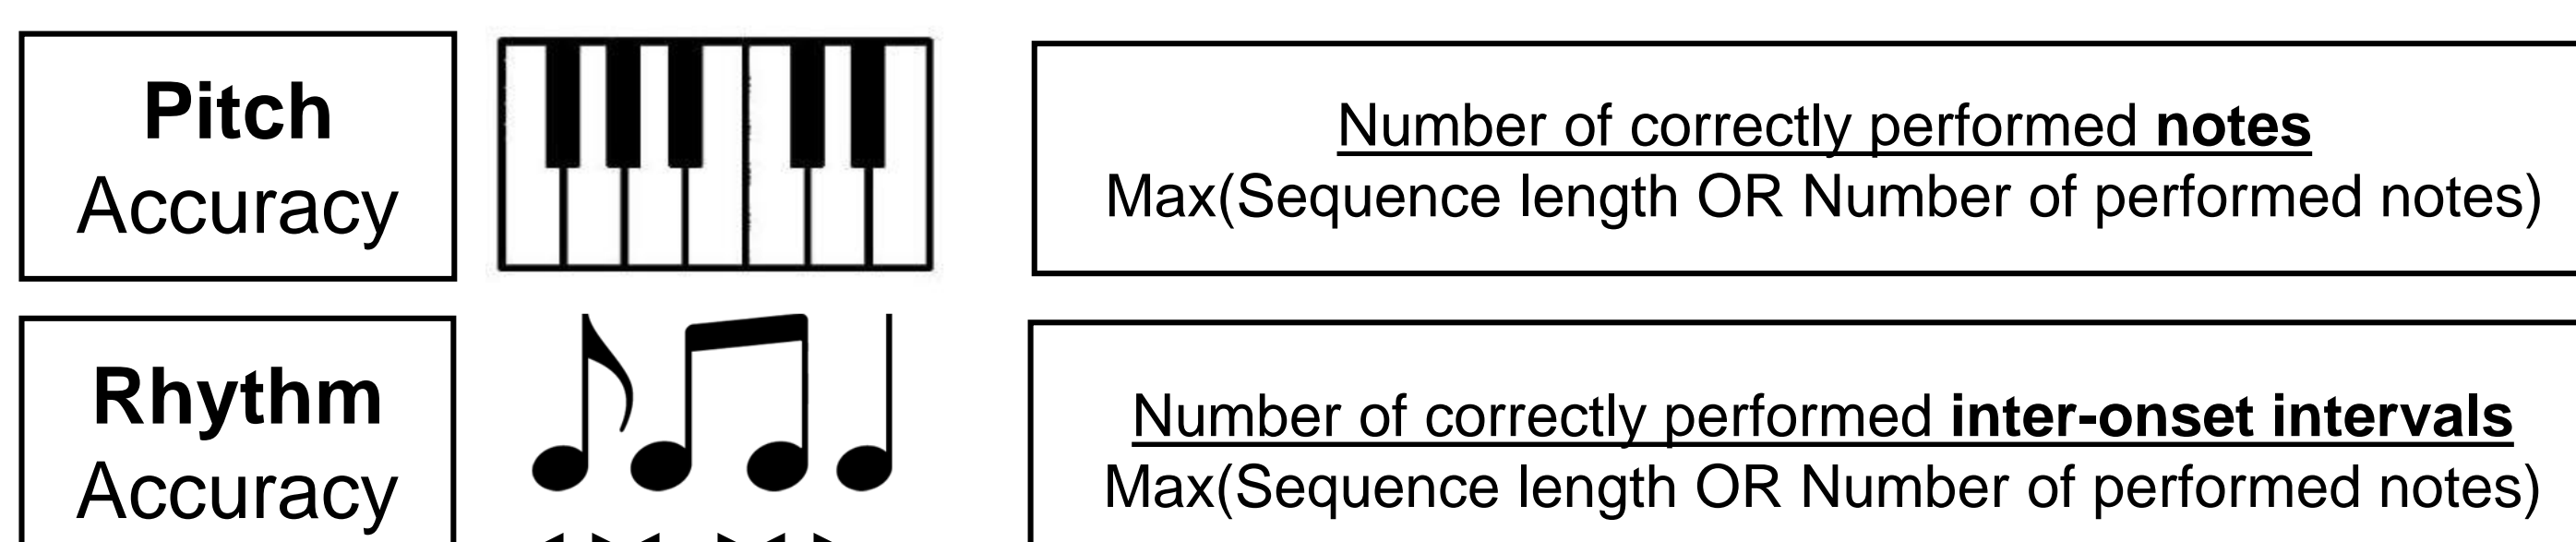 Pitch
Accuracy
Number of correctly performed notes
Max(Sequence length OR Number of performed notes)
Rhythm
Accuracy
Number of correctly performed inter-onset intervals
Max(Sequence length OR Number of performed notes)